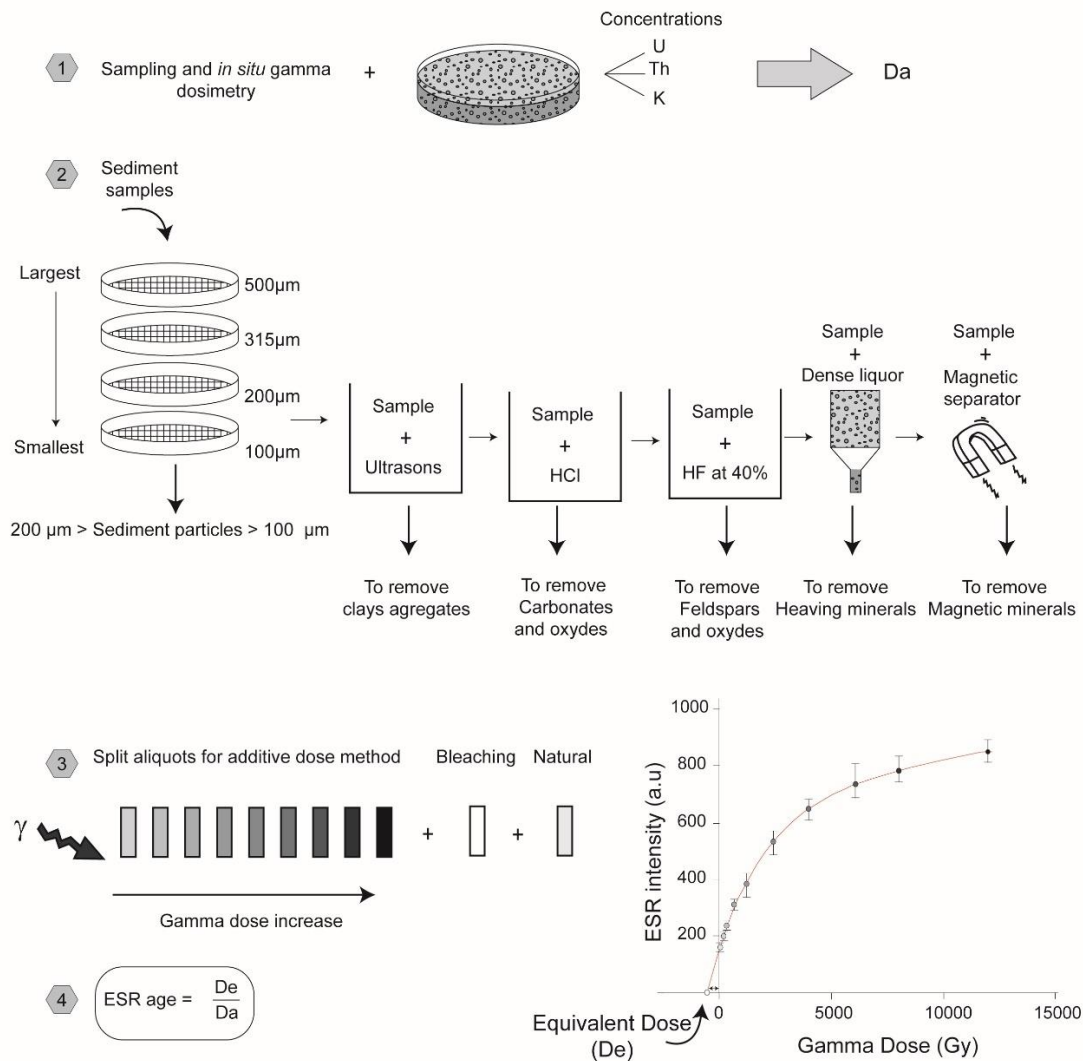 Concentrations
1
Sampling and in situ gamma
dosimetry
+
U
Th
K
Da
2
Sediment
samples
Largest
Smallest
500µm
315µm
200µm
100µm
200 µm > Sediment particles > 100 µm
Sample
+
Ultrasons
Sample
+
HCl
Sample
+
HF at 40%
Sample
+
Dense liquor
Sample
+
Magnetic
separator
To remove
clays agregates
To remove
Carbonates
and oxydes
To remove
Feldspars
and oxydes
To remove
Heaving minerals
To remove
Magnetic minerals
3
Split aliquots for additive dose method
Bleaching
Natural
γ
+
+
Gamma dose increase
4
ESR age = De
Da
ESR intensity (a.u)
1000
800
600
400
200
0
5000
10000
15000
Equivalent Dose
(De)
Gamma Dose (Gy)